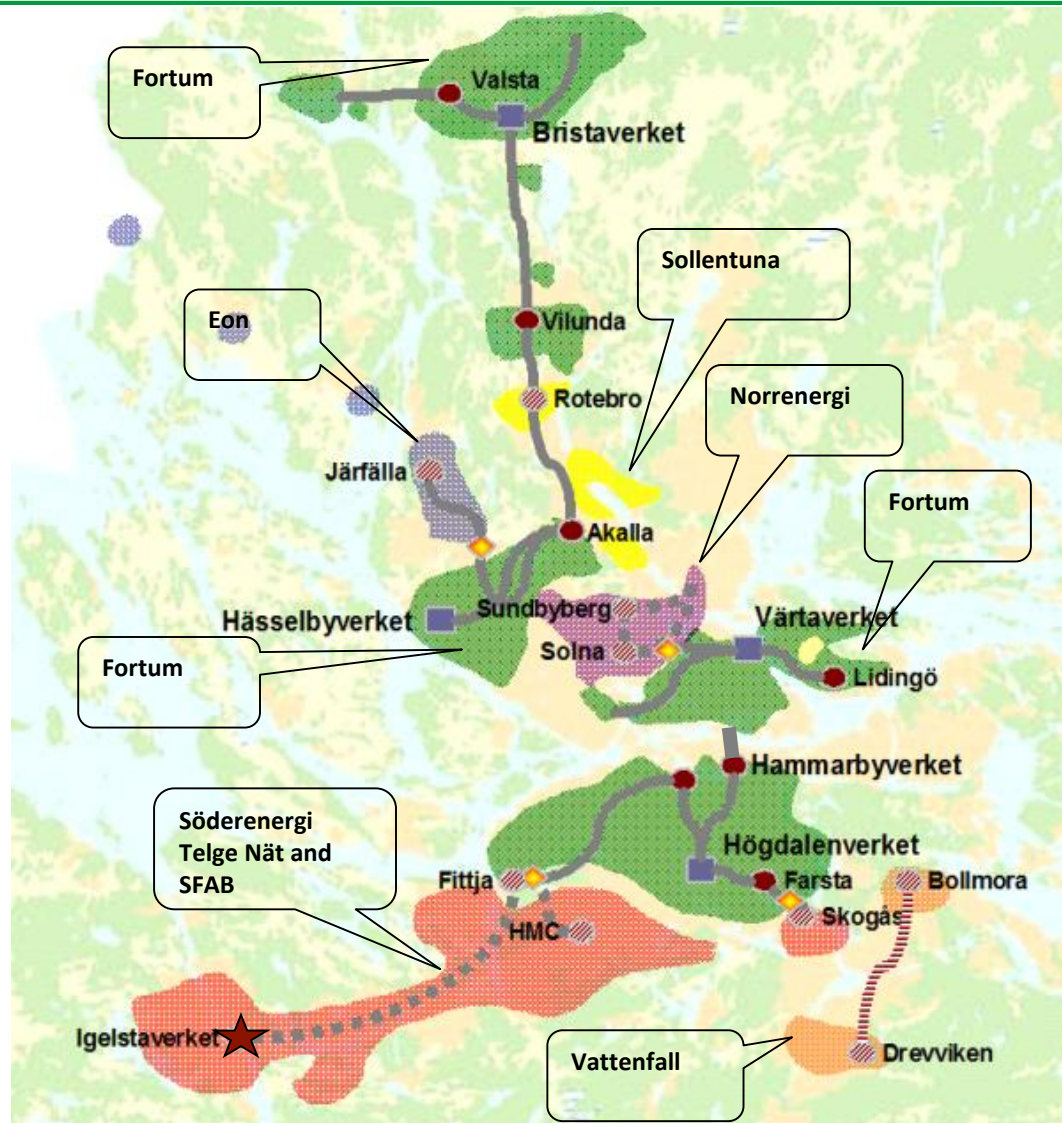 Fortum
Valsta
Bristaverket
Sollentuna
Eon
Vilunda
Rotebro
Norrenergi
Järfälla
Fortum
Akalla
Hässelbyverket
Sundbyberg
Värtaverket
Solna
Fortum
Lidingö
Hammarbyverket
Söderenergi
Telge Nät and
SFAB
Högdalenverket
Fittja
Farsta
Bollmora
Skogås
HMC
Igelstaverket
Vattenfall
Drevviken